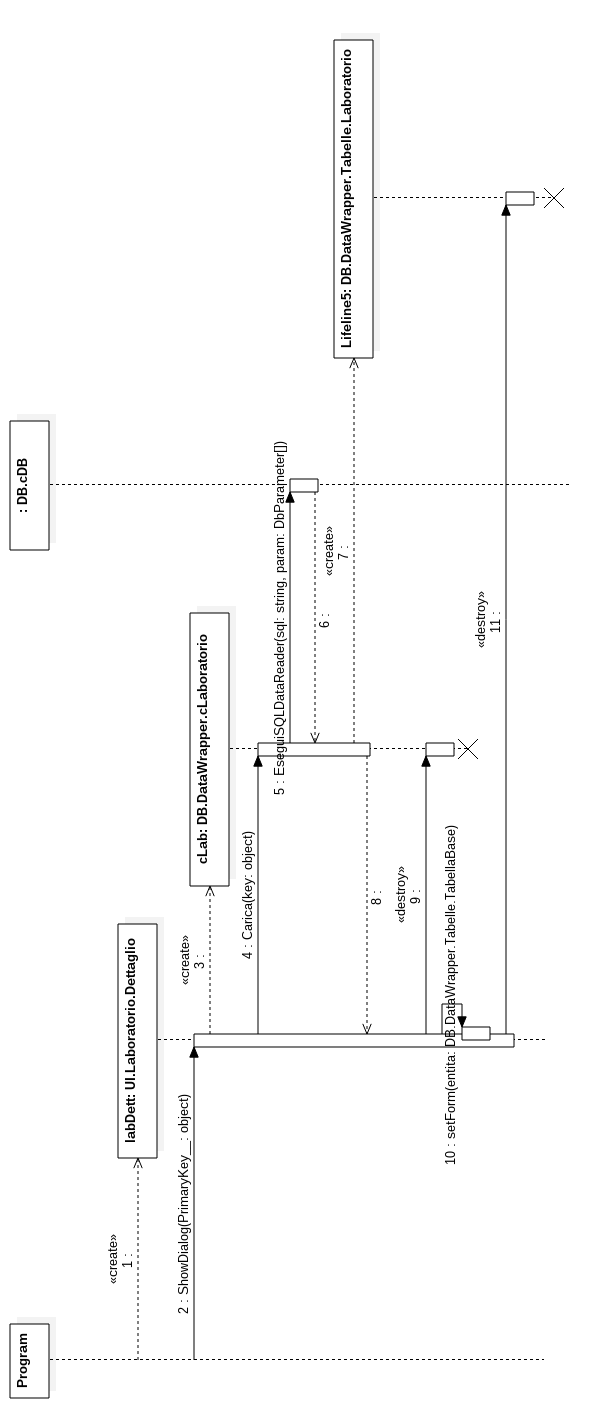 Program
labDett: UI.Laboratorio.Dettaglio
cLab: DB.DataWrapper.cLaboratorio
: DB.cDB
Lifeline5: DB.DataWrapper.Tabelle.Laboratorio
«create»
1 :
2 : ShowDialog(PrimaryKey__: object)
«create»
3 :
4 : Carica(key: object)
5 : EseguiSQLDataReader(sql: string, param: DbParameter[])
6 :
«create»
7 :
8 :
«destroy»
9 :
10 : setForm(entita: DB.DataWrapper.Tabelle.TabellaBase)
«destroy»
11 :